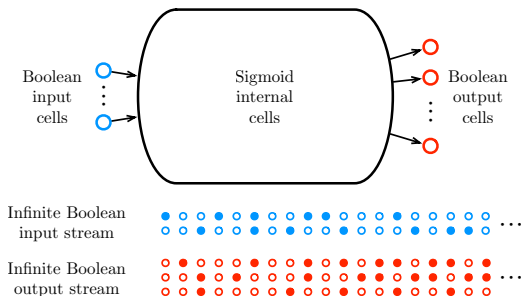 Boolean
input
cells
Sigmoid
internal
cells
Boolean
output
cells
Infinite Boolean
input stream
Infinite Boolean
output stream